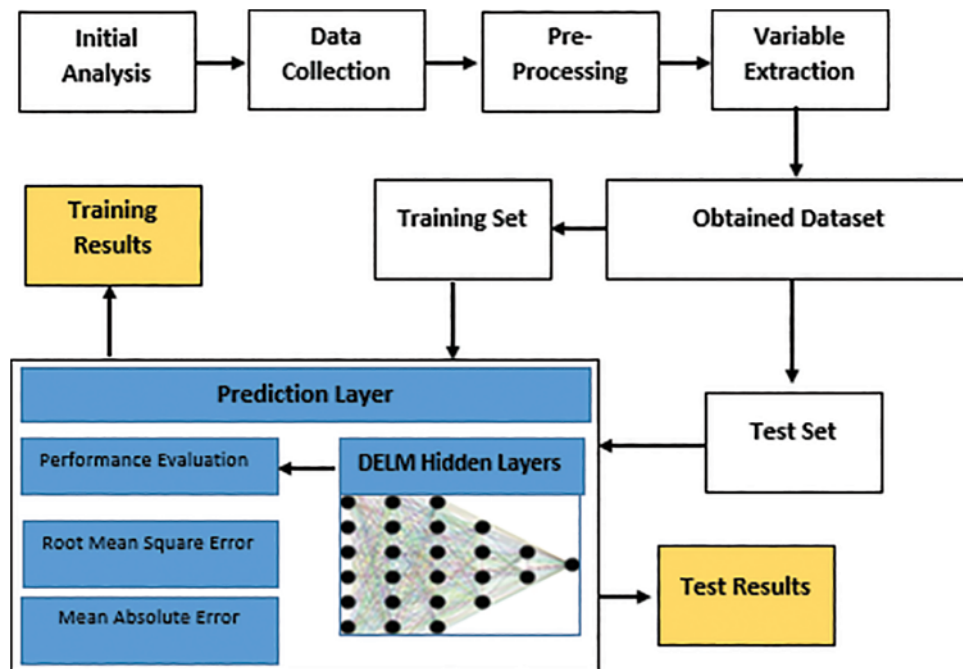 Initial
Analysis
Data
Collection
Pre-
Processing
Variable
Extraction
Training
Results
Training Set
Obtained Dataset
Prediction Layer
Performance Evaluation
DELM Hidden Layers
Root Mean Square Error
Mean Absolute Error
Test Set
Test Results